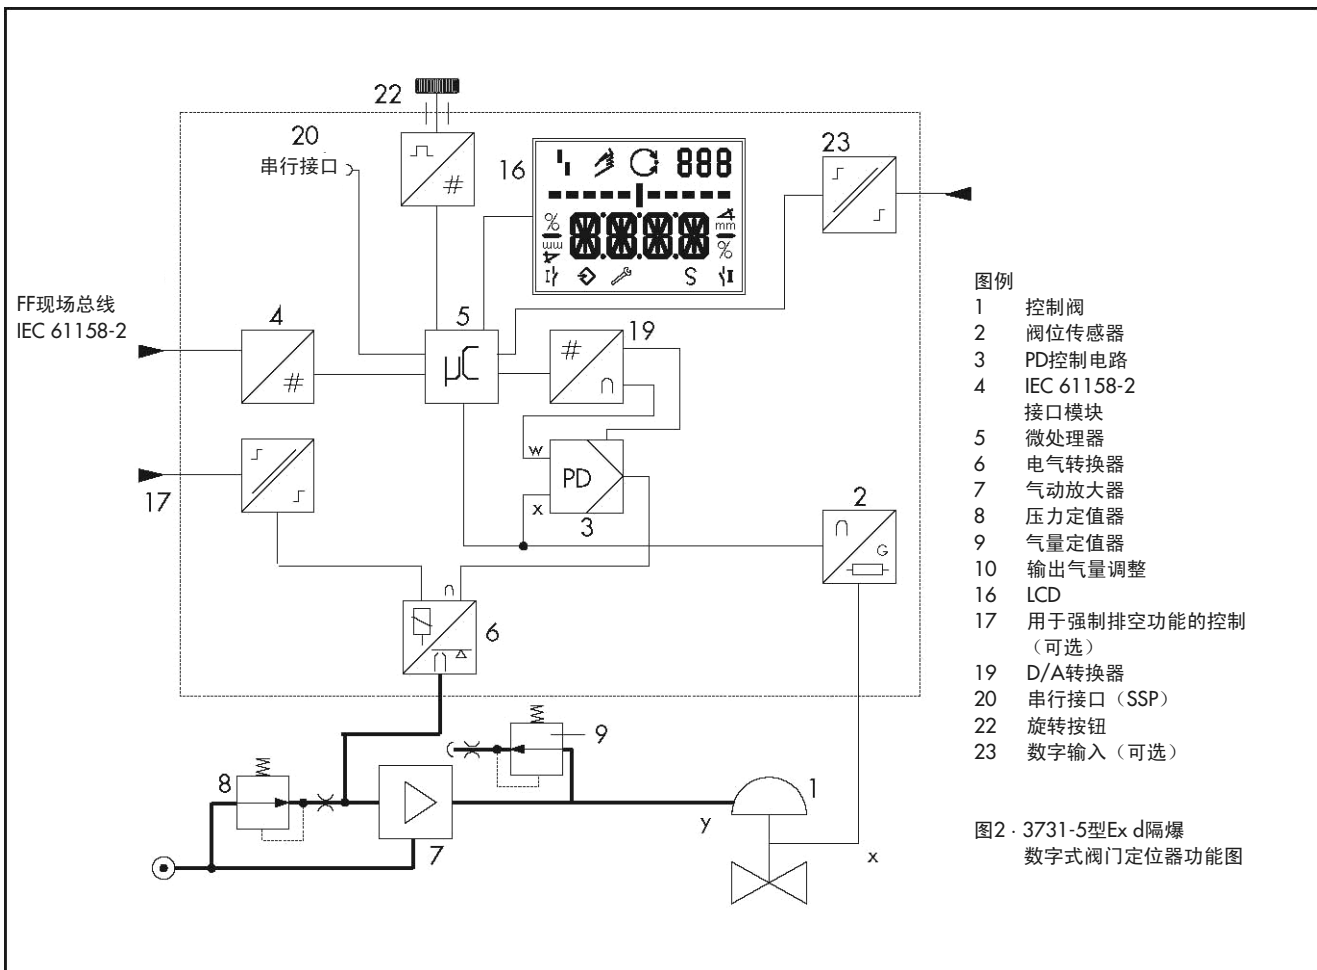 22
20
串行接口
#
16
888
%
mm
mm
%
S
23
FF现场总线
IEC 61158-2
4
#
5
μC
19
#
w
PD
x
3
17
2
G
6
9
8
7
y
1
x
图例
1 控制阀
2 阀位传感器
3 PD控制电路
4 IEC 61158-2
接口模块
5 微处理器
6 电气转换器
7 气动放大器
8 压力定值器
9 气量定值器
10 输出气量调整
16 LCD
17 用于强制排空功能的控制
（可选）
19 D/A转换器
20 串行接口（SSP）
22 旋转按钮
23 数字输入（可选）
图2 · 3731-5型Ex d隔爆
数字式阀门定位器功能图